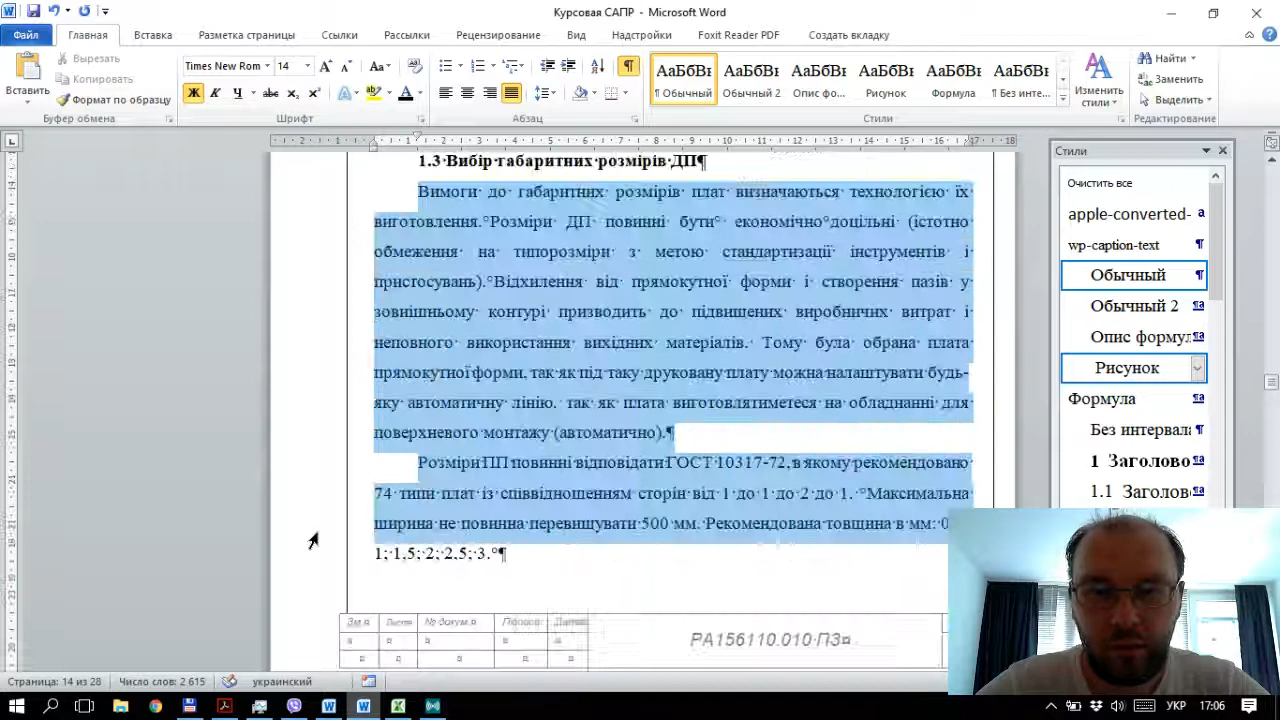 Курсовая САПР - Microsoft Word
Файл Главная Вставка Разметка страницы Ссылки Рассылки Рецензирование Вид Надстройки Foxit Reader PDF Создать вкладку
Вставить
Вырезать
Копировать
Формат по образцу
Буфер обмена
Times New Rom 14
Ж К Ч abc x₂ x² A
Aa
Шрифт
Абзац
АаБбВı АаБбВı АаБбВı АаБбВı АаБбВı АаБбВı
¶ Обычный Обычный 2 Опис фо... Рисунок Формула ¶ Без инте...
Стили
Изменить стили
Найти
Заменить
Выделить
Редактирование
1.3 Вибір габаритних розмірів ДП¶
Вимоги до габаритних розмірів плат визначаються технологією їх
виготовлення.°Розміри ДП повинні бути° економічно°доцільні (істотно
обмеження на типорозміри з метою стандартизації інструментів і
пристосувань).°Відхилення від прямокутної форми і створення пазів у
зовнішньому контурі призводить до підвищених виробничих витрат і
неповного використання вихідних матеріалів. Тому була обрана плата
прямокутної форми, так як під таку друковану плату можна налаштувати будь-
яку автоматичну лінію. так як плата виготовлятиметеся на обладнанні для
поверхневого монтажу (автоматично).¶
Розміри ПП повинні відповідати ГОСТ 10317-72, в якому рекомендовано
74 типи плат із співвідношенням сторін від 1 до 1 до 2 до 1. °Максимальна
ширина не повинна перевищувати 500 мм. Рекомендована товщина в мм: 0
1; 1,5; 2; 2,5; 3.°¶
№ докум.¤
РА156110.010 ПЗ¤
Стили
Очистить все
apple-converted- a
wp-caption-text ¶
Обычный ¶
Обычный 2 ¶a
Опис формул ¶a
Рисунок
Формула ¶a
Без интервала ¶
1 Заголово ¶a
1.1 Заголов ¶a
Страница: 14 из 28 Число слов: 2 615 украинский
УКР 17:06